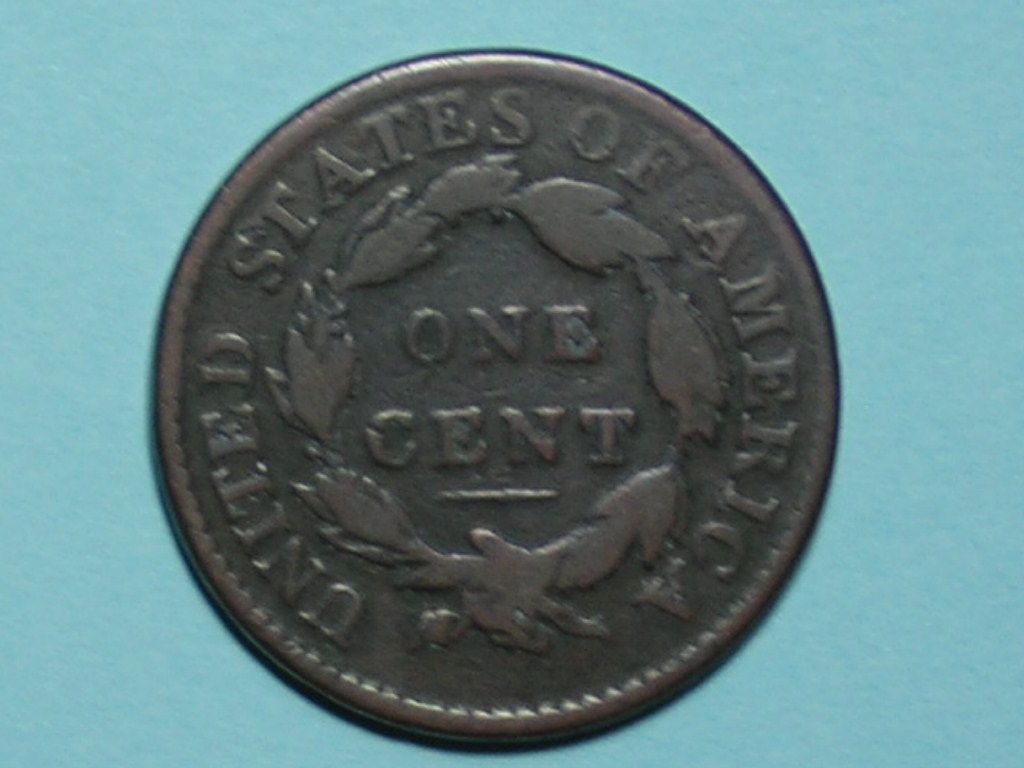 UNITED STATES OF AMERICA
ONE
CENT